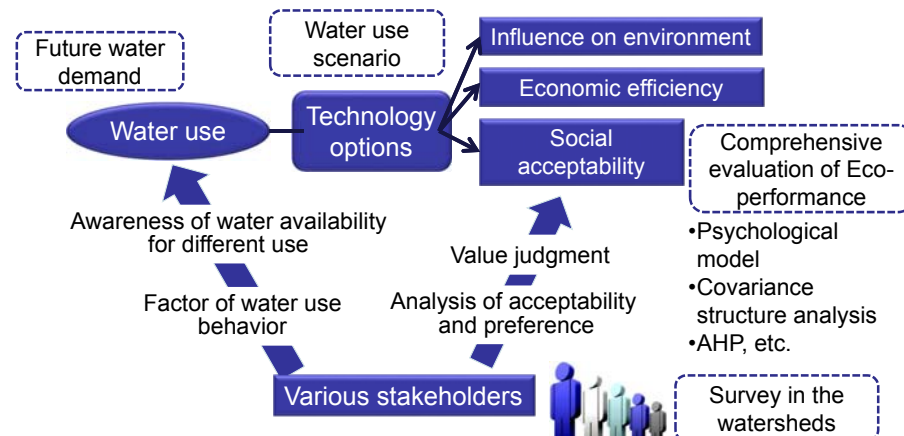 Future water
demand
Water use
scenario
Influence on environment
Economic efficiency
Water use
Technology
options
Social
acceptability
Comprehensive
evaluation of Eco-
performance
•Psychological
model
•Covariance
structure analysis
•AHP, etc.
Awareness of water availability
for different use
Factor of water use
behavior
Value judgment
Analysis of acceptability
and preference
Various stakeholders
Survey in the
watersheds